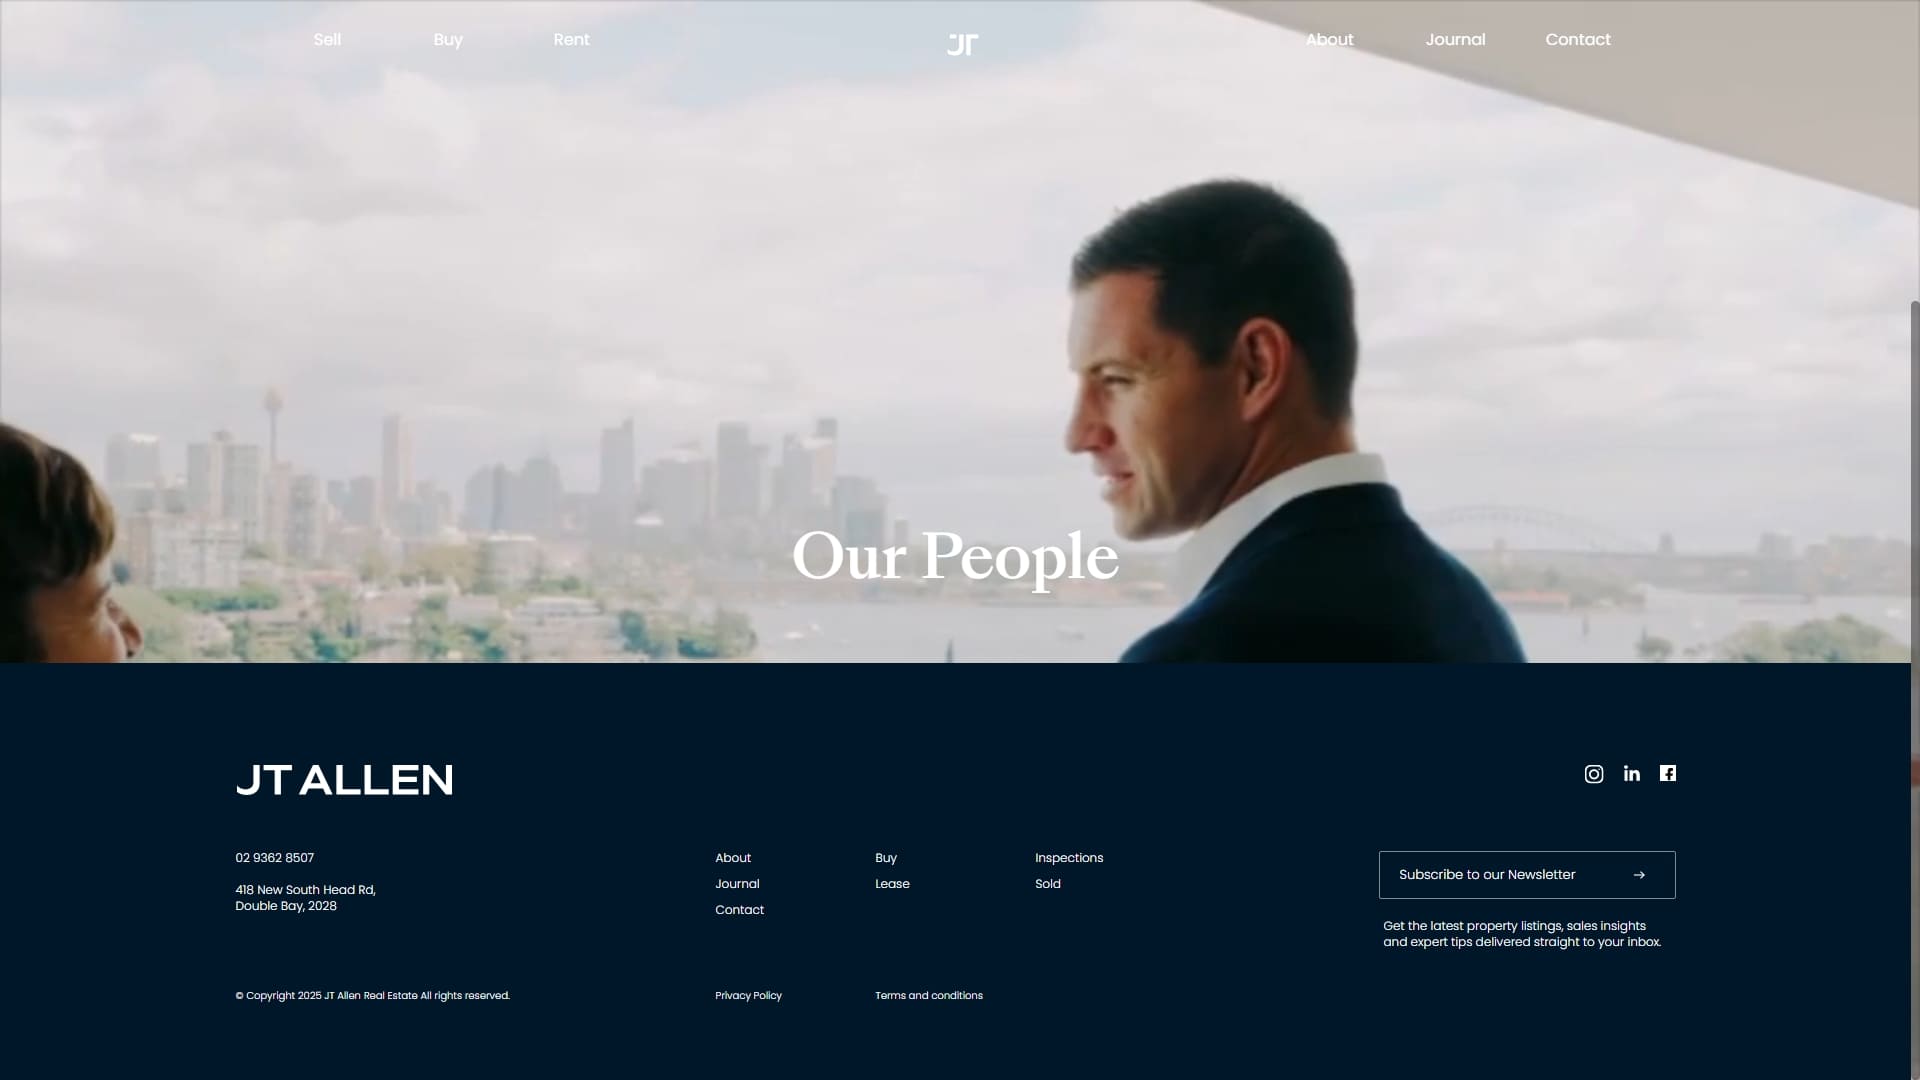 Sell
Buy
Rent
JT
About
Journal
Contact
Our People
JT ALLEN
02 9362 8507
418 New South Head Rd,
Double Bay, 2028
About
Journal
Contact
Buy
Lease
Inspections
Sold
Subscribe to our Newsletter →
Get the latest property listings, sales insights
and expert tips delivered straight to your inbox.
© Copyright 2025 JT Allen Real Estate All rights reserved.
Privacy Policy
Terms and conditions